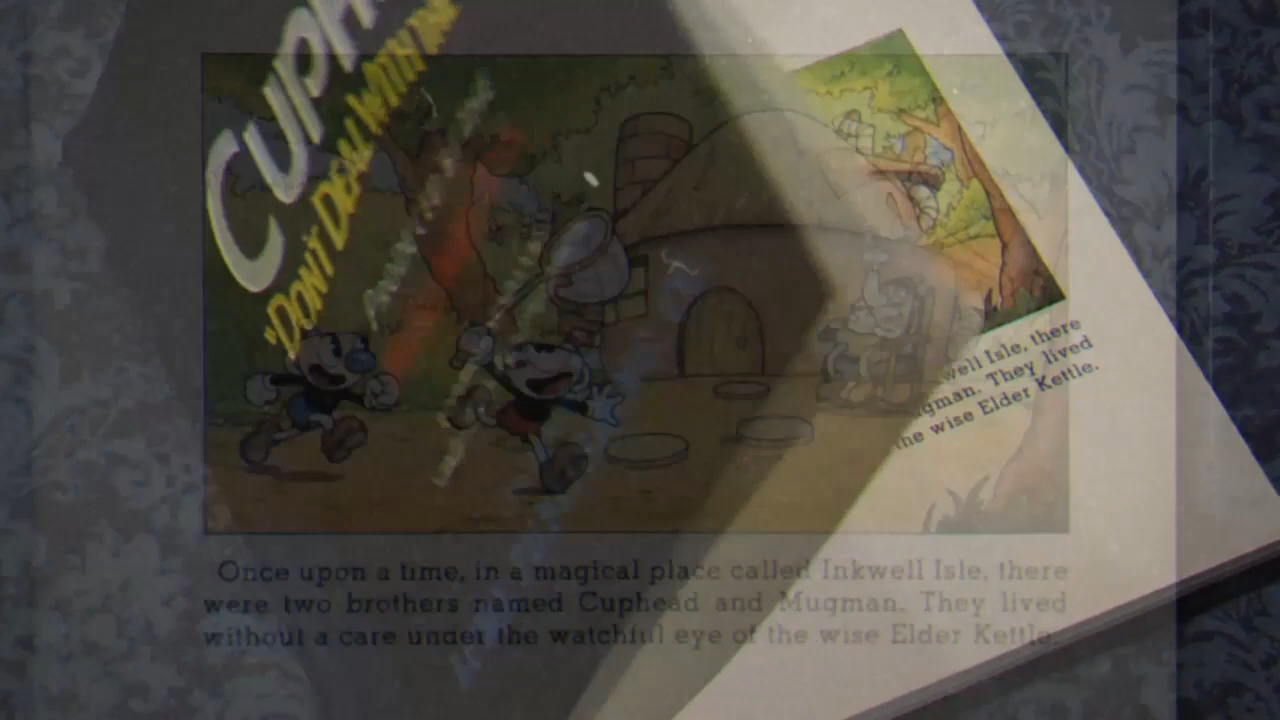 CUPH
"DON'T DEAL WITH TH
well Isle, there
gman. They lived
the wise Elder Kettle.
Once upon a time, in a magical place called Inkwell Isle, there
were two brothers named Cuphead and Mugman. They lived
without a care under the watchful eye of the wise Elder Kettle.